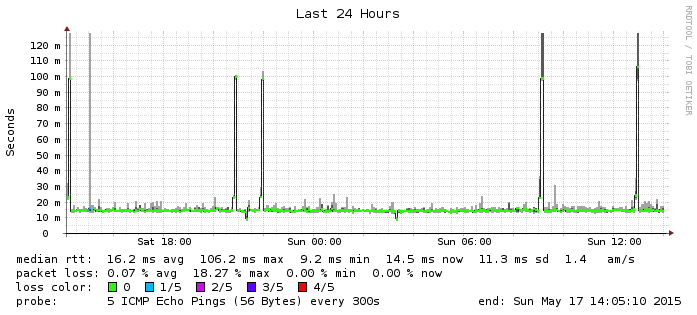 Last 24 Hours
RRDTOOL / TOBI OETIKER
Seconds
120 m
110 m
100 m
90 m
80 m
70 m
60 m
50 m
40 m
30 m
20 m
10 m
0
Sat 18:00 Sun 00:00 Sun 06:00 Sun 12:00
median rtt: 16.2 ms avg 106.2 ms max 9.2 ms min 14.5 ms now 11.3 ms sd 1.4 am/s
packet loss: 0.07 % avg 18.27 % max 0.00 % min 0.00 % now
loss color: 0 1/5 2/5 3/5 4/5
probe: 5 ICMP Echo Pings (56 Bytes) every 300s end: Sun May 17 14:05:10 2015